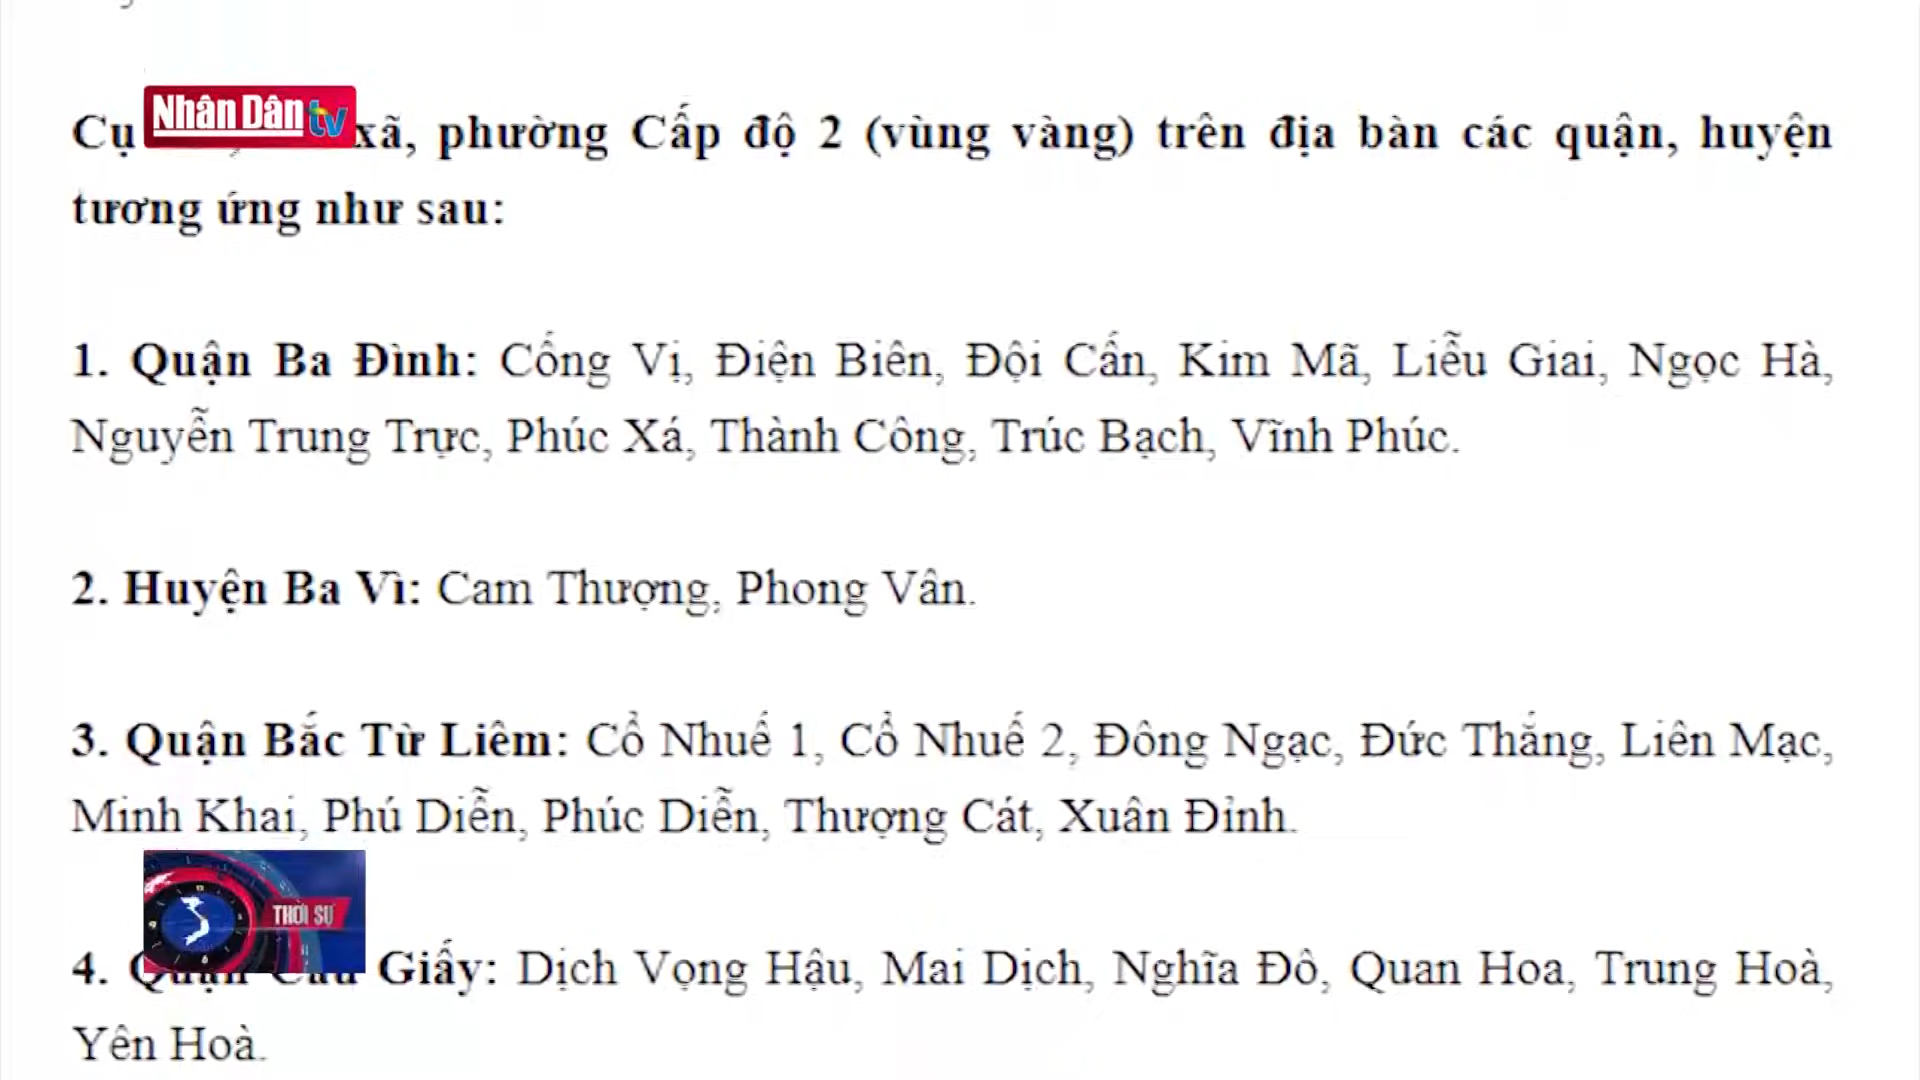 Nhân Dân tv
Cụ xã, phường Cấp độ 2 (vùng vàng) trên địa bàn các quận, huyện
tương ứng như sau:
1. Quận Ba Đình: Cống Vị, Điện Biên, Đội Cấn, Kim Mã, Liễu Giai, Ngọc Hà,
Nguyễn Trung Trực, Phúc Xá, Thành Công, Trúc Bạch, Vĩnh Phúc.
2. Huyện Ba Vì: Cam Thượng, Phong Vân.
3. Quận Bắc Từ Liêm: Cổ Nhuế 1, Cổ Nhuế 2, Đông Ngạc, Đức Thắng, Liên Mạc,
Minh Khai, Phú Diễn, Phúc Diễn, Thượng Cát, Xuân Đỉnh.
THỜI SỰ
4. Quận Cầu Giấy: Dịch Vọng Hậu, Mai Dịch, Nghĩa Đô, Quan Hoa, Trung Hoà,
Yên Hoà.